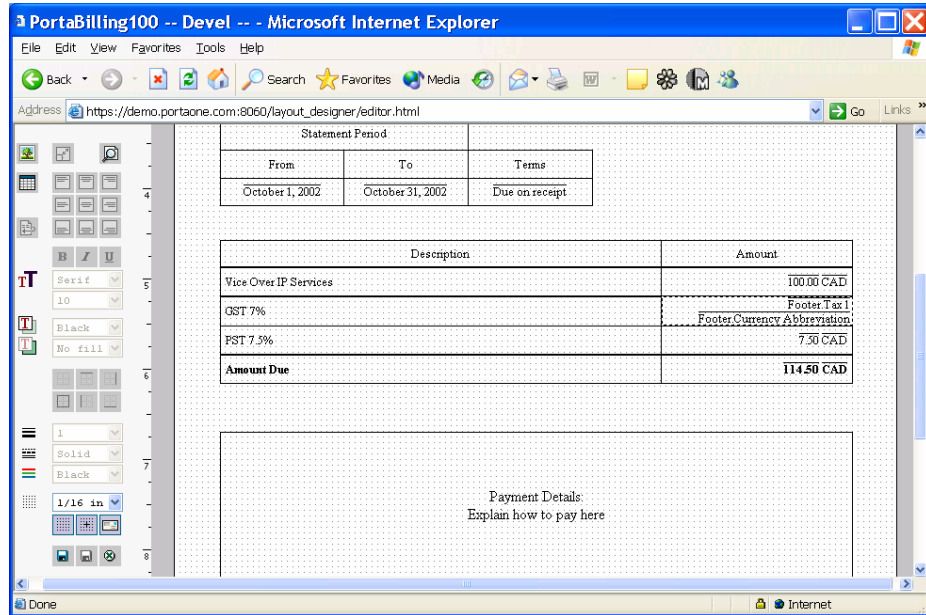 PortaBilling100 -- Devel -- - Microsoft Internet Explorer
File Edit View Favorites Tools Help
Back Search Favorites Media
Address https://demo.portaone.com:8060/layout_designer/editor.html Go Links »
Statement Period
From To Terms
October 1, 2002 October 31, 2002 Due on receipt
4
B I U
Description Amount
TT Serif
5
Vice Over IP Services 100.00 CAD
10
GST 7% Footer.Tax 1
Footer.Currency Abbreviation
T Black
T No fill
PST 7.5% 7.50 CAD
6
Amount Due 114.50 CAD
1
Solid
7
Black
1/16 in
Payment Details:
Explain how to pay here
8
Done Internet